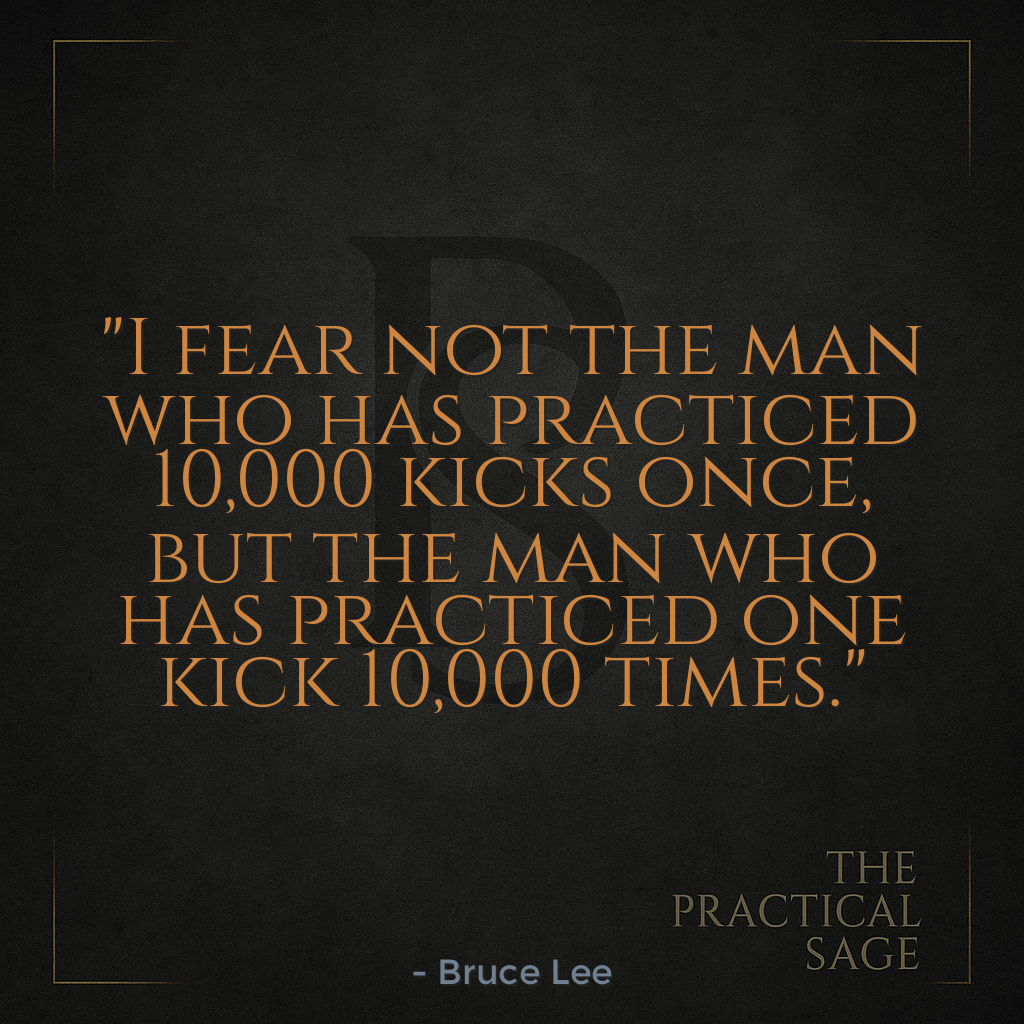 "I FEAR NOT THE MAN
WHO HAS PRACTICED
10,000 KICKS ONCE,
BUT THE MAN WHO
HAS PRACTICED ONE
KICK 10,000 TIMES."
THE
PRACTICAL
SAGE
- Bruce Lee